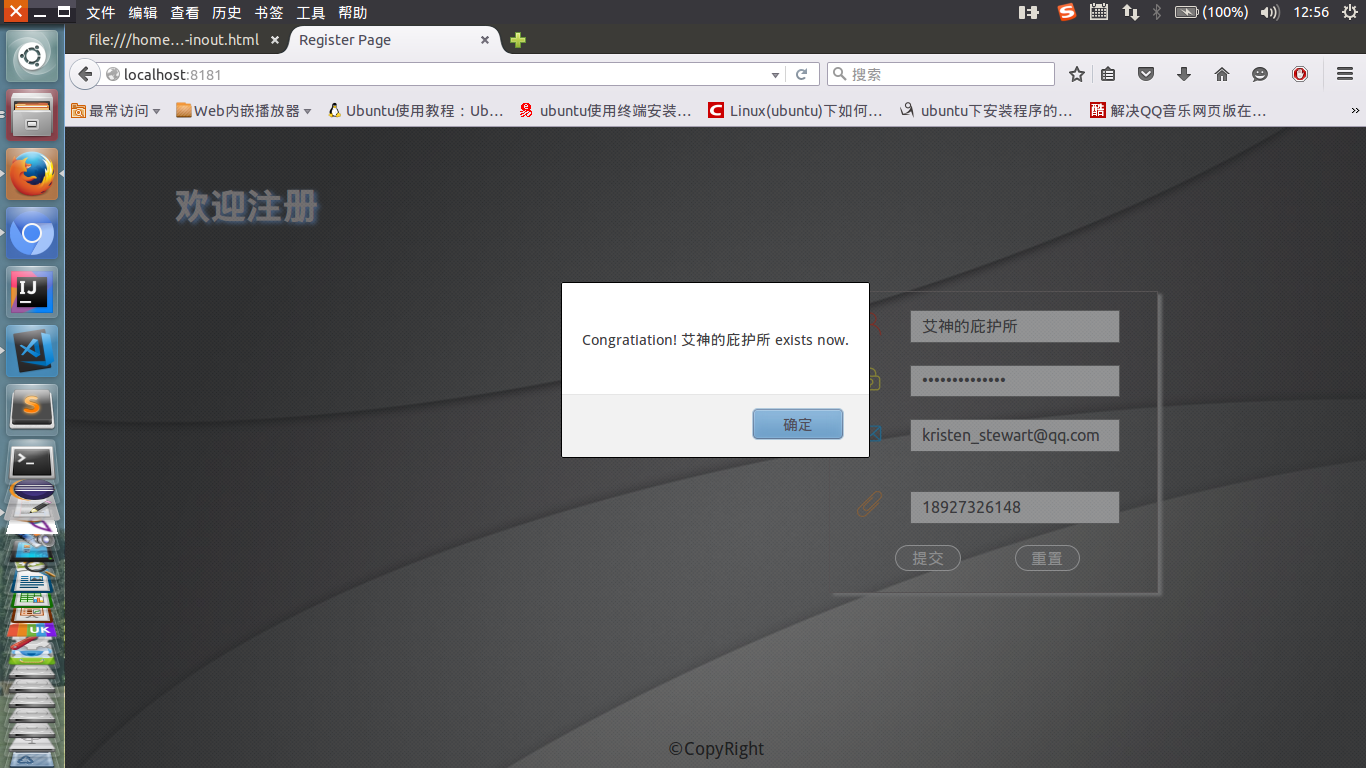 文件 编辑 查看 历史 书签 工具 帮助 (100%) 12:56
file:///home…-inout.html Register Page
localhost:8181 搜索
最常访问 Web内嵌播放器 Ubuntu使用教程：Ub… ubuntu使用终端安装… Linux(ubuntu)下如何… ubuntu下安装程序的… 酷 解决QQ音乐网页版在… »
欢迎注册
Congratiation! 艾神的庇护所 exists now.
确定
艾神的庇护所
••••••••••••••
kristen_stewart@qq.com
18927326148
提交 重置
©CopyRight
IJ
S
>_
UK